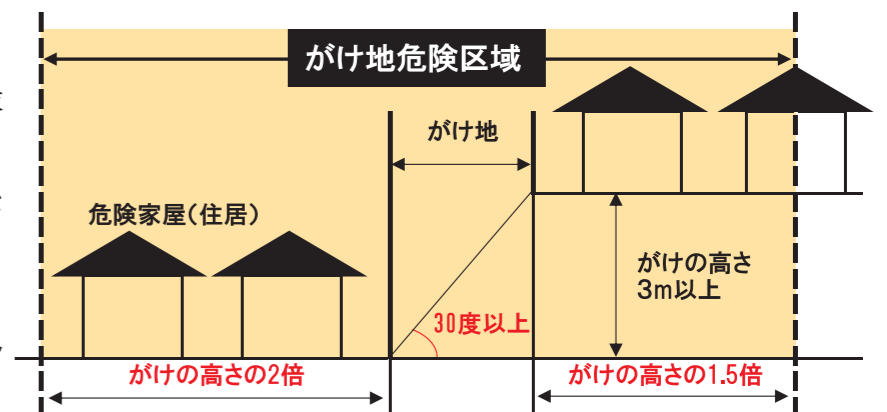 がけ地危険区域
がけ地
危険家屋(住居)
がけの高さ
3m以上
30度以上
がけの高さの2倍
がけの高さの1.5倍